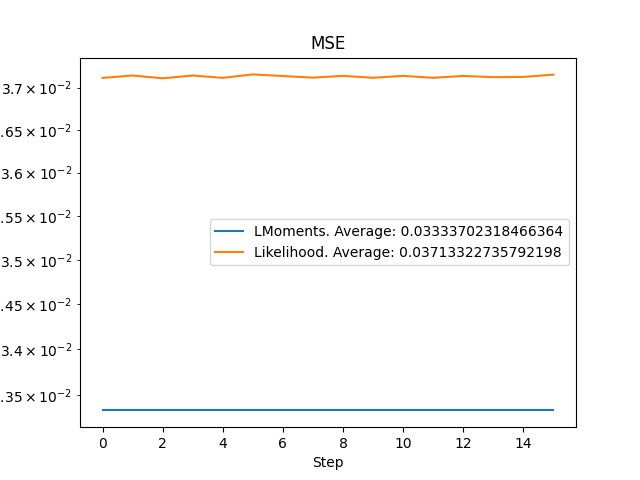 MSE
3.7 × 10⁻²
.65 × 10⁻²
3.6 × 10⁻²
.55 × 10⁻²
3.5 × 10⁻²
.45 × 10⁻²
3.4 × 10⁻²
.35 × 10⁻²
LMoments. Average: 0.03333702318466364
Likelihood. Average: 0.03713322735792198
0 2 4 6 8 10 12 14
Step